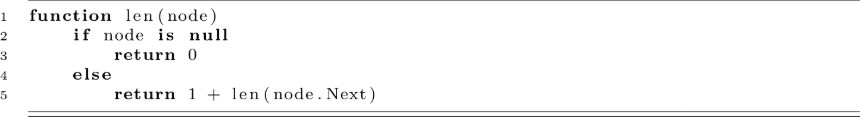 1 function len(node)
2 if node is null
3 return 0
4 else
5 return 1 + len(node.Next)